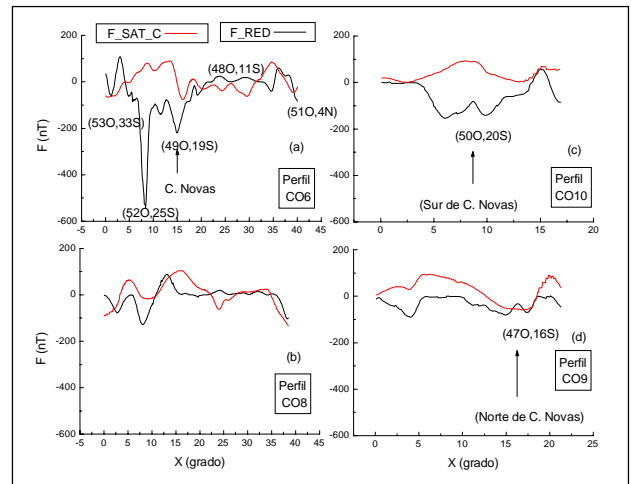 F_SAT_C F_RED
200
0
-200
-400
-600
F (nT)
(48O,11S)
(51O,4N)
(53O,33S)
(49O,19S)
(a)
C. Novas
Perfil
CO6
(52O,25S)
0 5 10 15 20 25 30 35 40 45
200
0
-200
-400
-600
(50O,20S)
(c)
Perfil
CO10
(Sur de C. Novas)
0 5 10 15 20
200
0
-200
-400
-600
F (nT)
(b)
Perfil
CO8
0 5 10 15 20 25 30 35 40 45
X (grado)
200
0
-200
-400
-600
(47O,16S)
(d)
Perfil
CO9
(Norte de C. Novas)
0 5 10 15 20 25
X (grado)